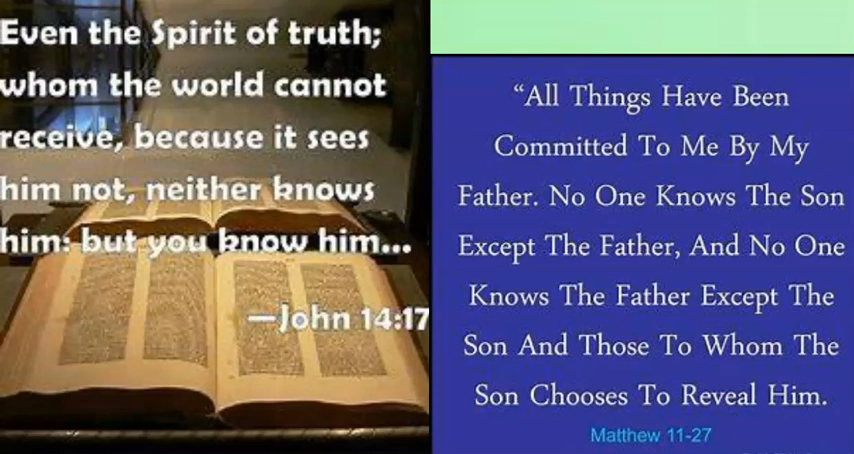 Even the Spirit of truth;
whom the world cannot
receive, because it sees
him not, neither knows
him: but you know him...
—John 14:17
“All Things Have Been
Committed To Me By My
Father. No One Knows The Son
Except The Father, And No One
Knows The Father Except The
Son And Those To Whom The
Son Chooses To Reveal Him.
Matthew 11-27